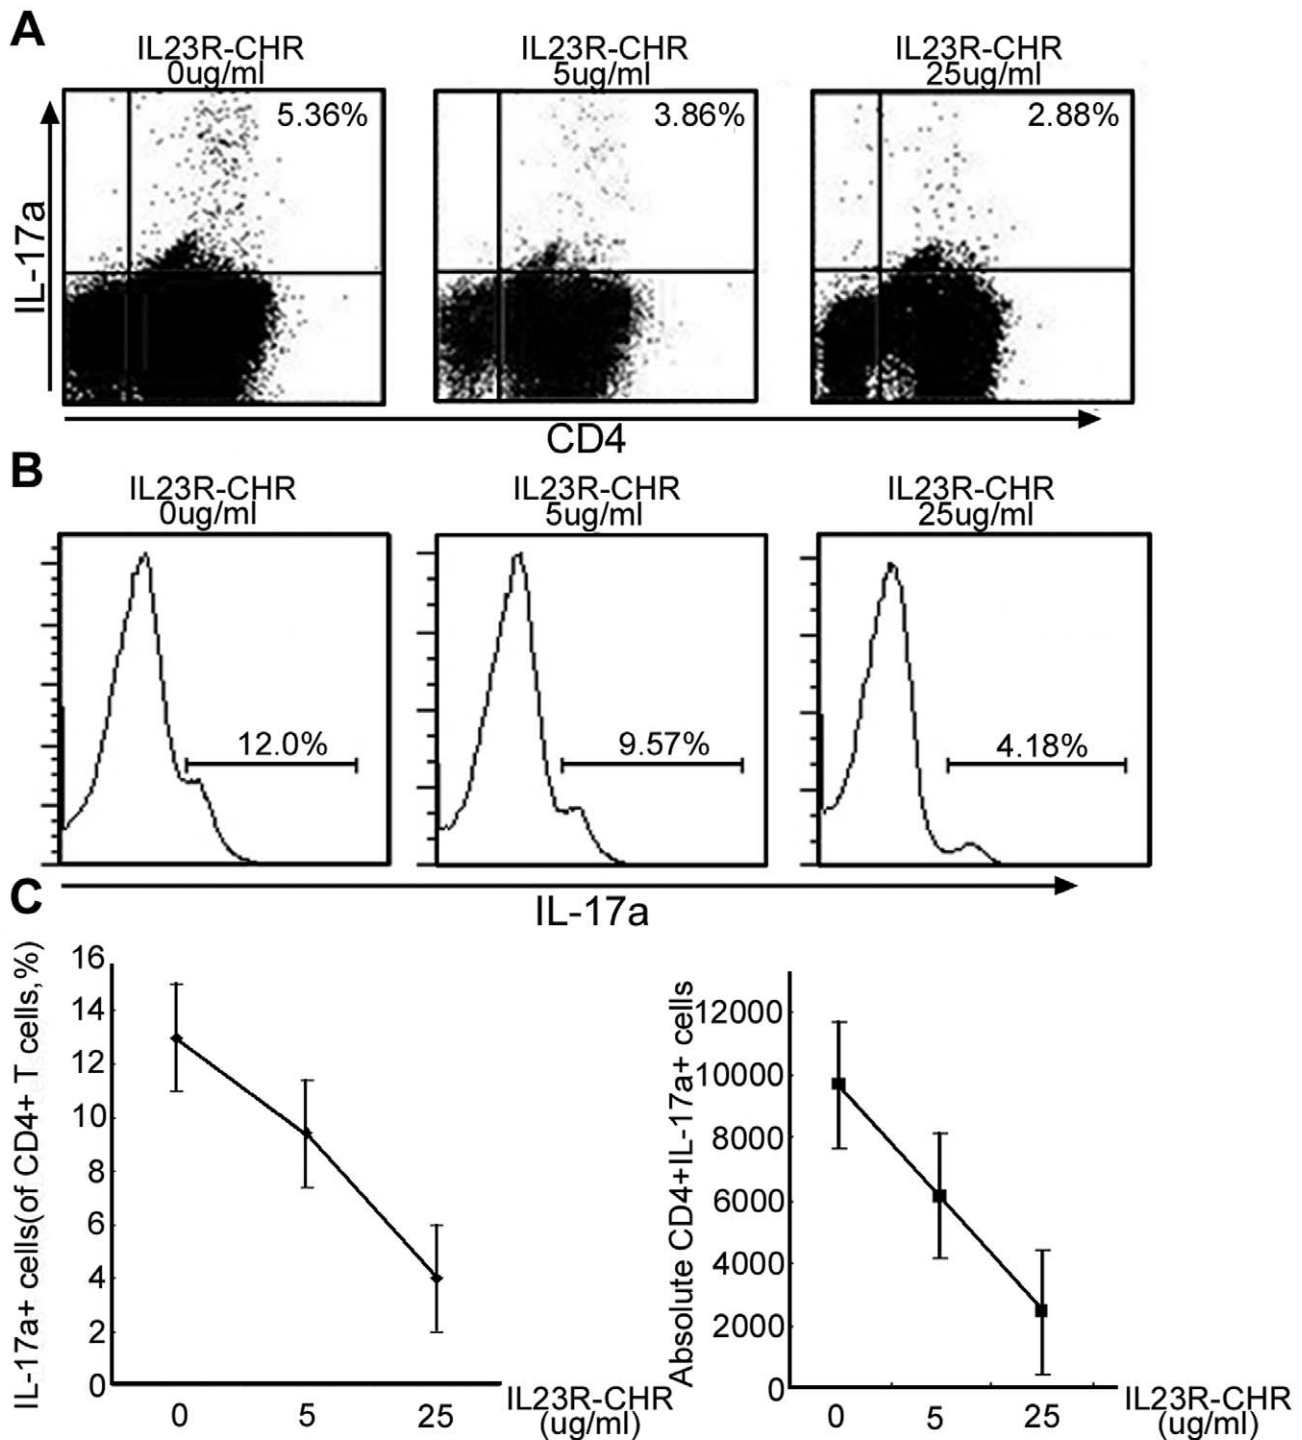 A
IL23R-CHR
0ug/ml
IL23R-CHR
5ug/ml
IL23R-CHR
25ug/ml
5.36%
3.86%
2.88%
IL-17a
CD4
B
IL23R-CHR
0ug/ml
IL23R-CHR
5ug/ml
IL23R-CHR
25ug/ml
12.0%
9.57%
4.18%
IL-17a
C
IL-17a+ cells(of CD4+ T cells,%)
16
14
12
10
8
6
4
2
0
0
5
25
IL23R-CHR
(ug/ml)
Absolute CD4+IL-17a+ cells
12000
10000
8000
6000
4000
2000
0
0
5
25
IL23R-CHR
(ug/ml)